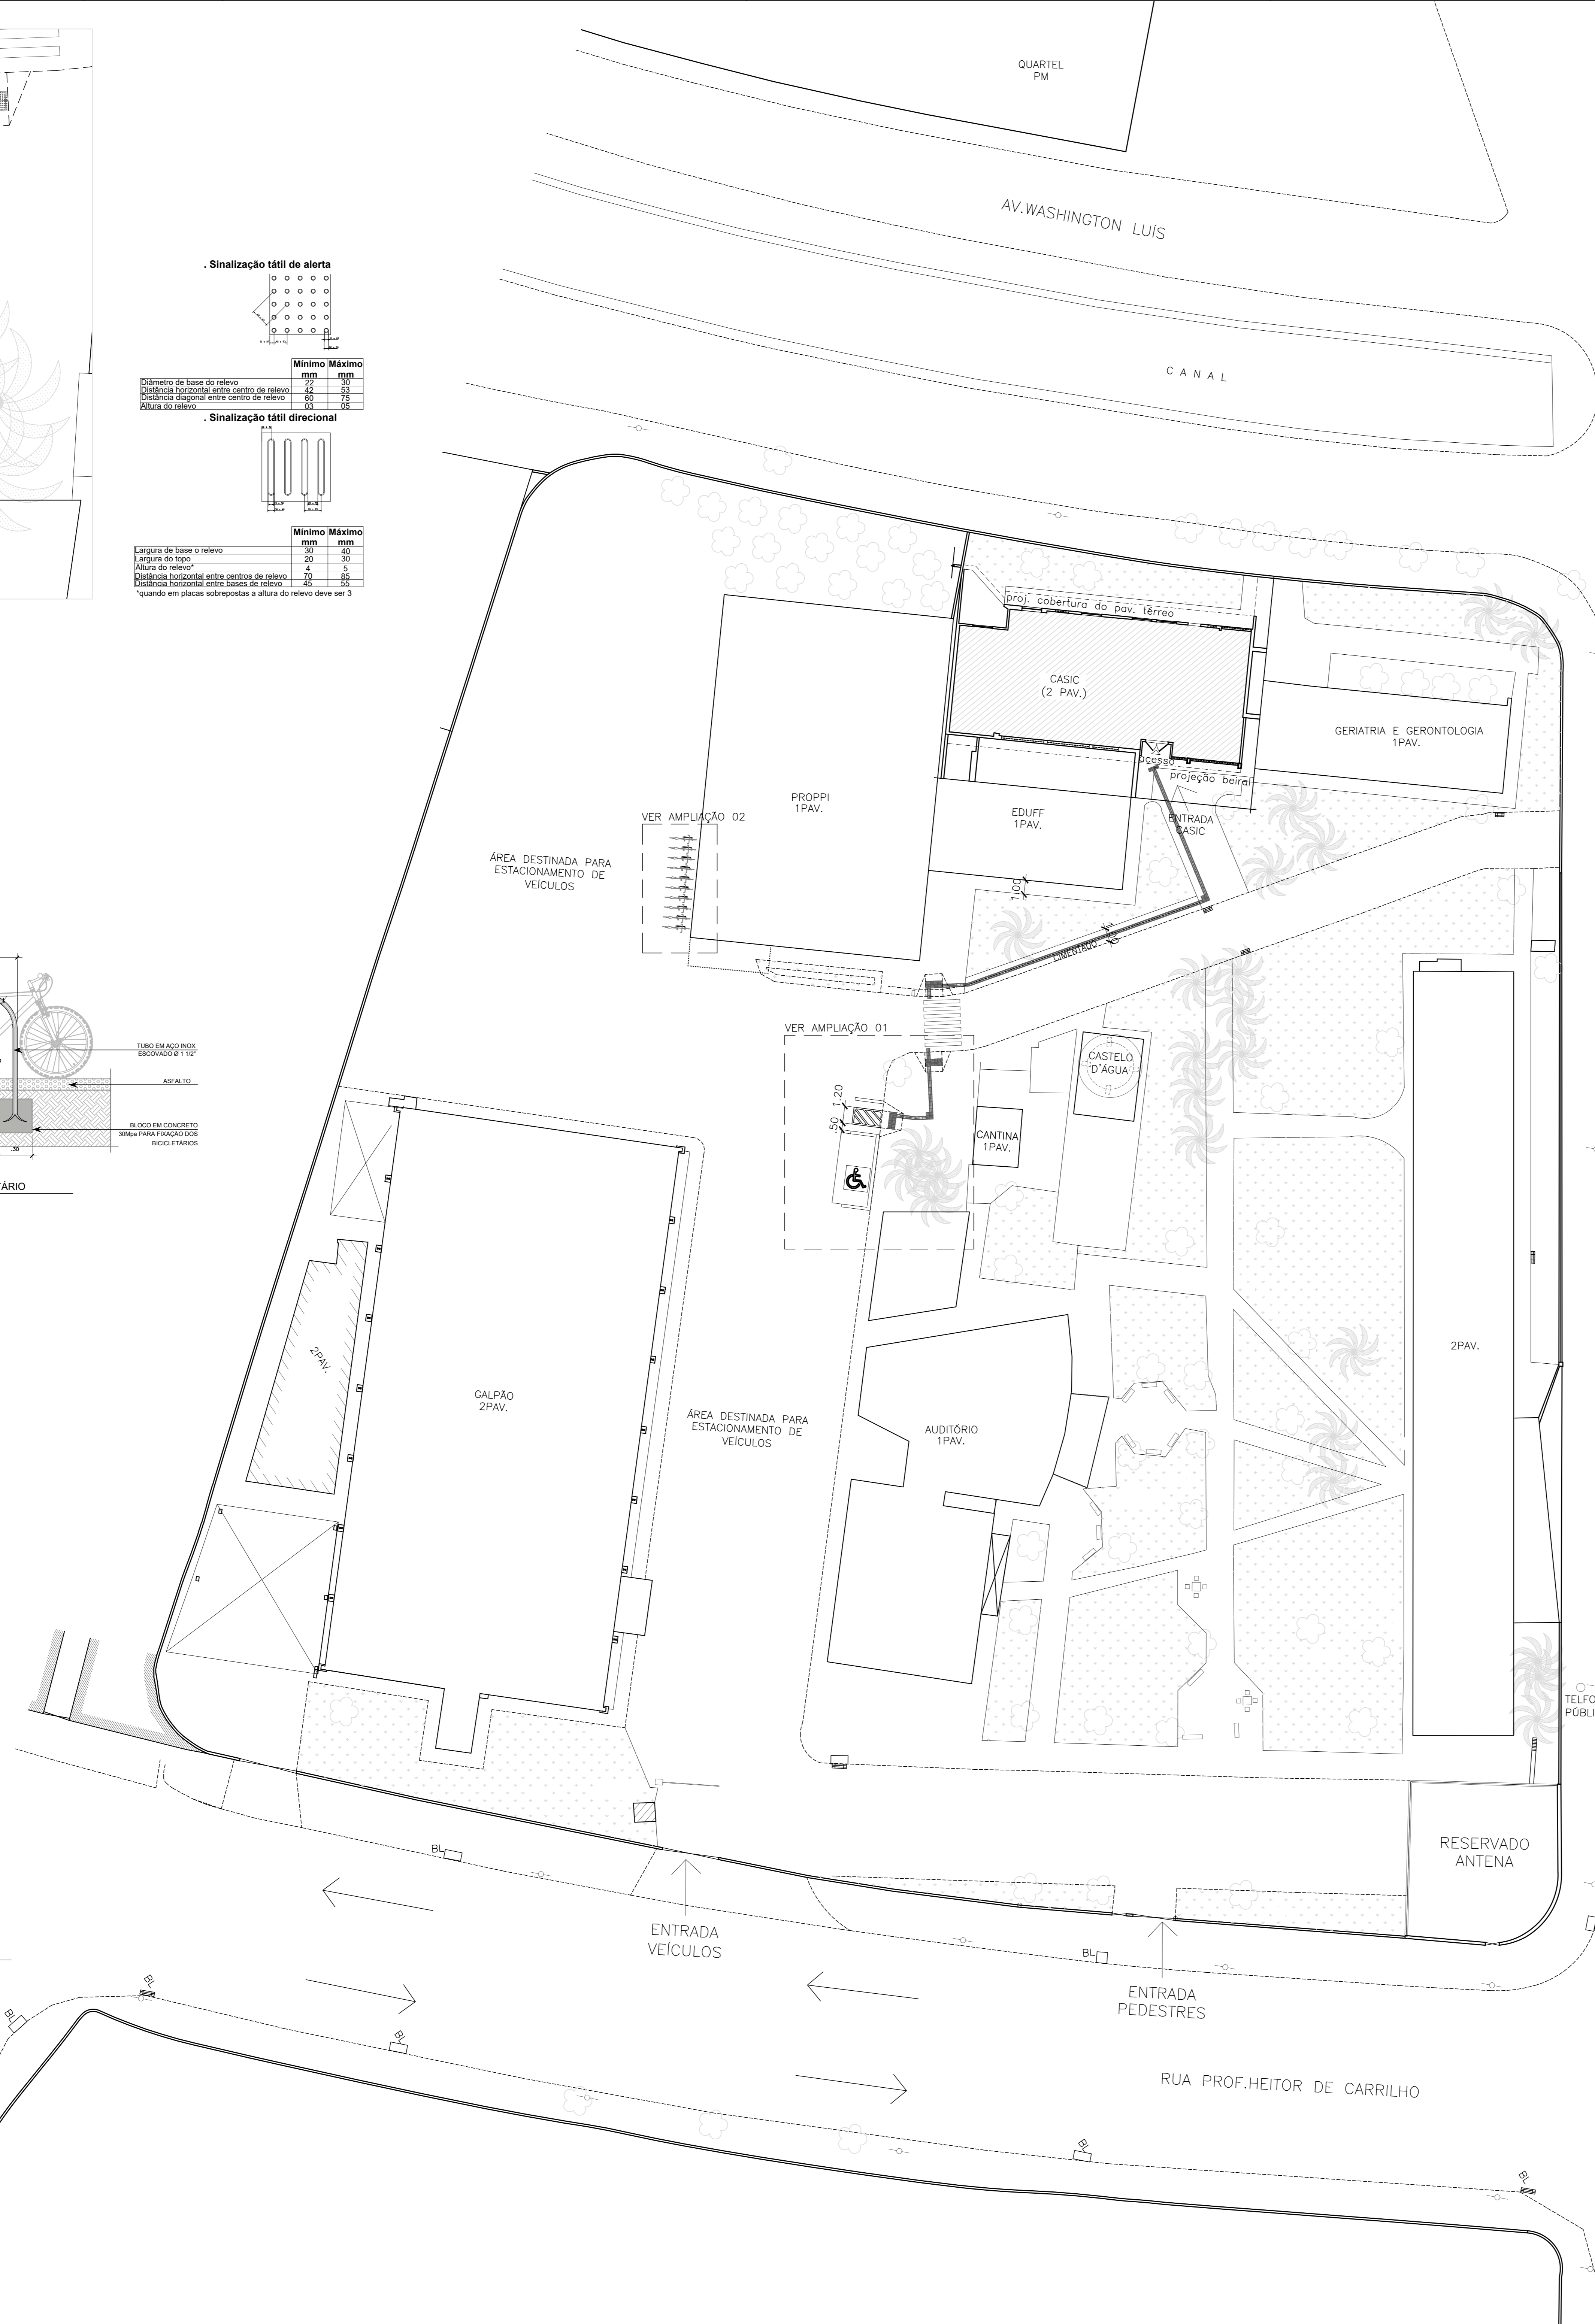 QUARTEL
PM
AV.WASHINGTON LUÍS
CANAL
. Sinalização tátil de alerta
Mínimo Máximo
mm mm
Diâmetro de base do relevo 22 30
Distância horizontal entre centro de relevo 42 53
Distância diagonal entre centro de relevo 60 75
Altura do relevo 03 05
. Sinalização tátil direcional
Mínimo Máximo
mm mm
Largura de base o relevo 30 40
Largura do topo 20 30
Altura do relevo* 4 5
Distância horizontal entre centros de relevo 70 85
Distância horizontal entre bases de relevo 45 55
*quando em placas sobrepostas a altura do relevo deve ser 3
proj. cobertura do pav. térreo
CASIC
(2 PAV.)
GERIATRIA E GERONTOLOGIA
1PAV.
acesso
projeção beiral
ENTRADA
CASIC
PROPPI
1PAV.
EDUFF
1PAV.
1.00
VER AMPLIAÇÃO 02
ÁREA DESTINADA PARA
ESTACIONAMENTO DE
VEÍCULOS
CIMENTADO
VER AMPLIAÇÃO 01
1.20
.50
CASTELO
D'ÁGUA
CANTINA
1PAV.
TUBO EM AÇO INOX
ESCOVADO Ø 1 1/2"
ASFALTO
BLOCO EM CONCRETO
30Mpa PARA FIXAÇÃO DOS
BICICLETÁRIOS
.30
TÁRIO
2PAV.
GALPÃO
2PAV.
ÁREA DESTINADA PARA
ESTACIONAMENTO DE
VEÍCULOS
AUDITÓRIO
1PAV.
2PAV.
TELFO
PÚBLI
RESERVADO
ANTENA
BL
ENTRADA
VEÍCULOS
BL
ENTRADA
PEDESTRES
BL
BL
BL
RUA PROF.HEITOR DE CARRILHO
BL
BL